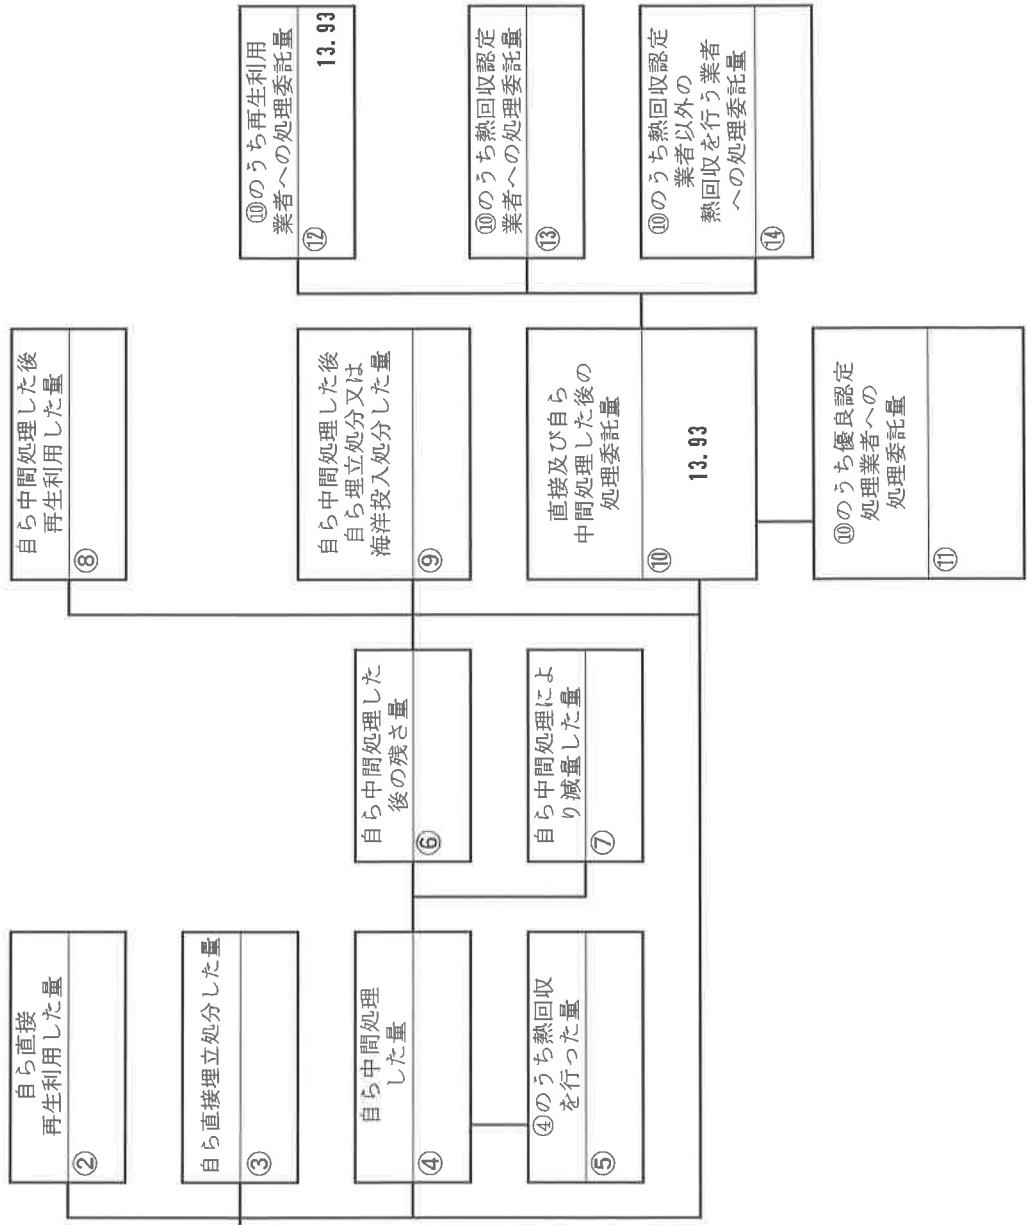 自ら直接
再生利用した量
②
自ら直接埋立処分した量
③
自ら中間処理
した量
④
④のうち熱回収
を行った量
⑤
自ら中間処理した
後の残さ量
⑥
自ら中間処理によ
り減量した量
⑦
自ら中間処理した後
再生利用した量
⑧
自ら中間処理した後
自ら埋立処分又は
海洋投入処分した量
⑨
直接及び自ら
中間処理した後の
処理委託量
⑩
13.93
⑩のうち優良認定
処理業者への
処理委託量
⑪
⑩のうち再生利用
業者への処理委託量
⑫
13.93
⑩のうち熱回収認定
業者への処理委託量
⑬
⑩のうち熱回収認定
業者以外の
熱回収を行う業者
への処理委託量
⑭